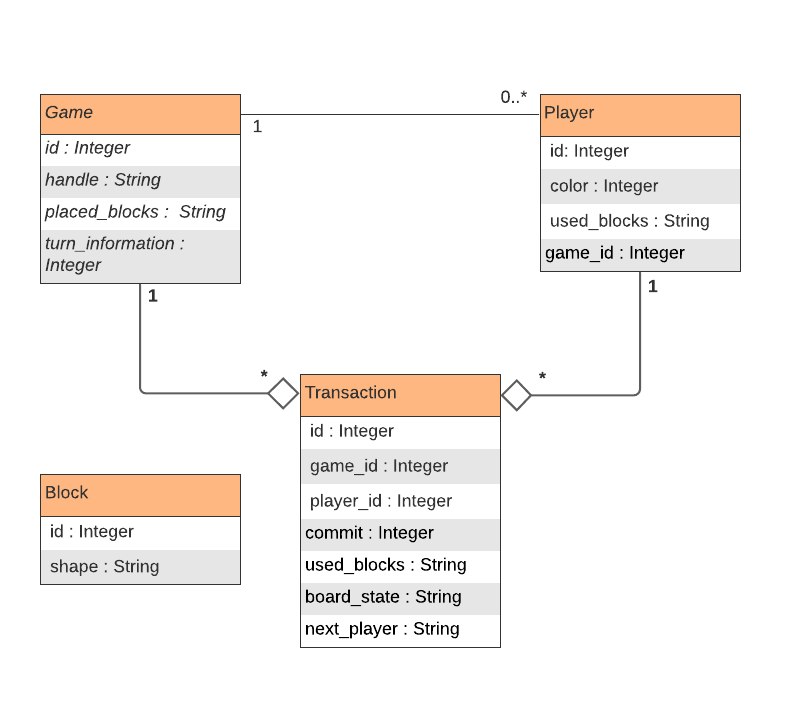 Game
id : Integer
handle : String
placed_blocks : String
turn_information :
Integer
1
0..*
Player
id: Integer
color : Integer
used_blocks : String
game_id : Integer
1
1
*
*
Transaction
id : Integer
game_id : Integer
player_id : Integer
commit : Integer
used_blocks : String
board_state : String
next_player : String
Block
id : Integer
shape : String